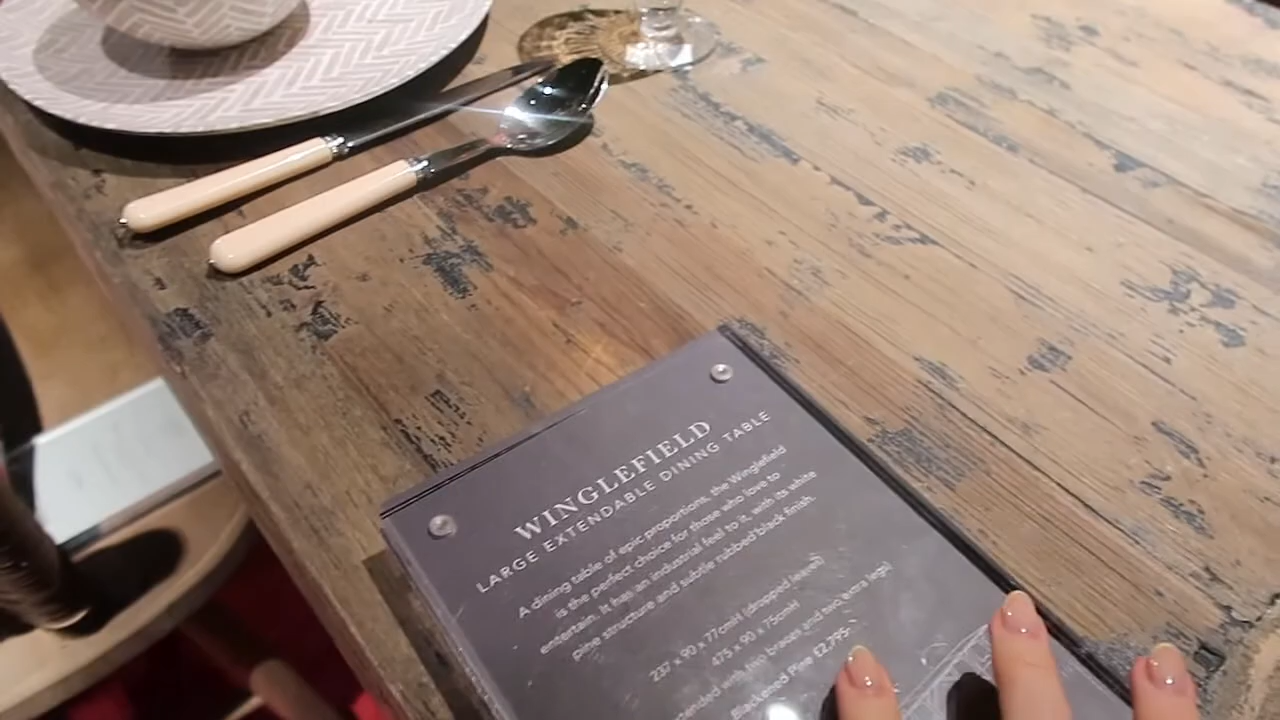 WINGLEFIELD
LARGE EXTENDABLE DINING TABLE
A dining table of epic proportions, the Winglefield
is the perfect choice for those who love to
entertain. It has an industrial feel to it, with its white
pine structure and subtle rubbed black finish.
237 x 90 x 77cmH (dropped leaves)
475 x 90 x 75cmH
with two braces and two extra legs)
Blackened Pine £2,795